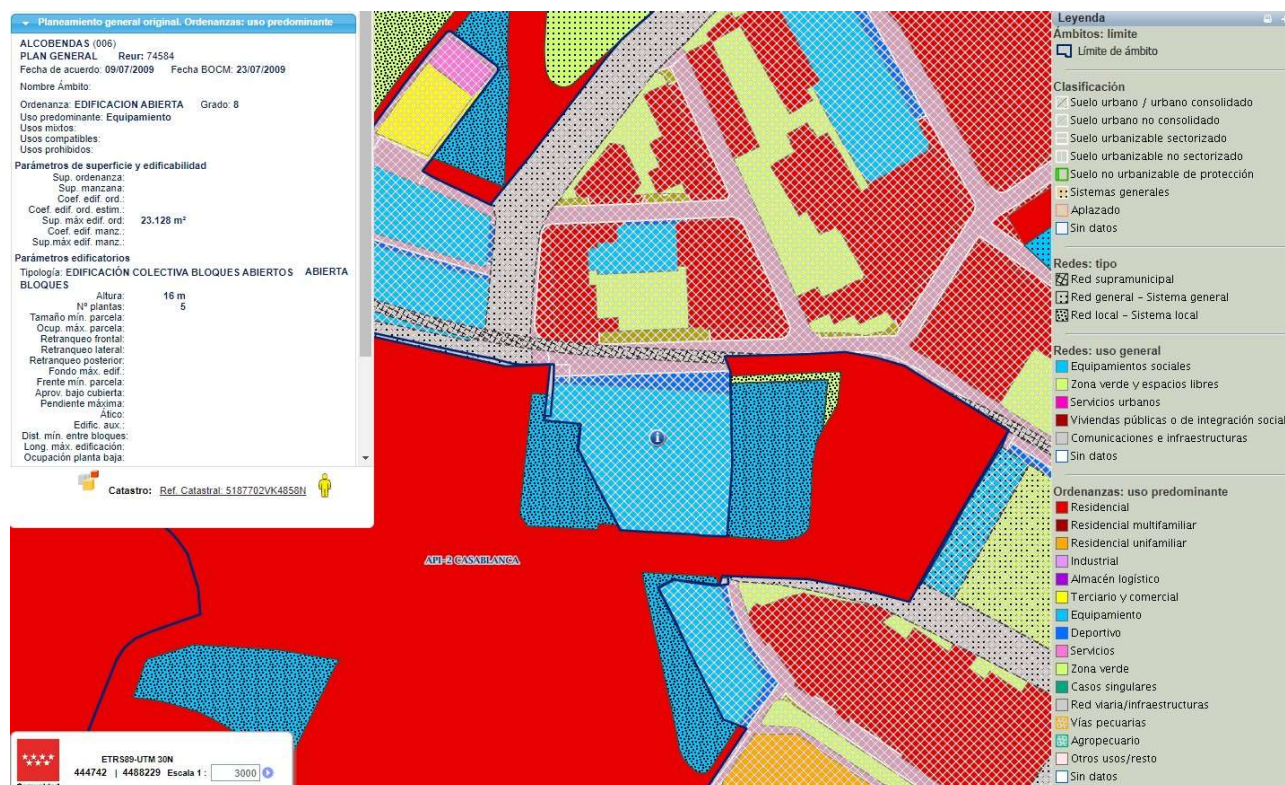 Planeamiento general original. Ordenanzas: uso predominante
ALCOBENDAS (006)
PLAN GENERAL Reur: 74584
Fecha de acuerdo: 09/07/2009 Fecha BOCM: 23/07/2009
Nombre Ámbito:
Ordenanza: EDIFICACION ABIERTA Grado: 8
Uso predominante: Equipamiento
Usos mixtos:
Usos compatibles:
Usos prohibidos:
Parámetros de superficie y edificabilidad
Sup. ordenanza:
Sup. manzana:
Coef. edif. ord.:
Coef. edif. ord. estim.:
Sup. máx edif. ord: 23.128 m²
Coef. edif. manz.:
Sup.máx edif. manz.:
Parámetros edificatorios
Tipología: EDIFICACIÓN COLECTIVA BLOQUES ABIERTOS ABIERTA
BLOQUES
Altura: 16 m
Nº plantas: 5
Tamaño mín. parcela:
Ocup. máx. parcela:
Retranqueo frontal:
Retranqueo lateral:
Retranqueo posterior:
Fondo máx. edif.:
Frente mín. parcela:
Aprov. bajo cubierta:
Pendiente máxima:
Ático:
Edific. aux.:
Dist. mín. entre bloques:
Long. máx. edificación:
Ocupación planta baja:
Catastro: Ref. Catastral: 5187702VK4858N
API-2 CASABLANCA
ETRS89-UTM 30N
444742 | 4488229 Escala 1 : 3000
Leyenda
Ámbitos: límite
Límite de ámbito
Clasificación
Suelo urbano / urbano consolidado
Suelo urbano no consolidado
Suelo urbanizable sectorizado
Suelo urbanizable no sectorizado
Suelo no urbanizable de protección
Sistemas generales
Aplazado
Sin datos
Redes: tipo
Red supramunicipal
Red general - Sistema general
Red local - Sistema local
Redes: uso general
Equipamientos sociales
Zona verde y espacios libres
Servicios urbanos
Viviendas públicas o de integración social
Comunicaciones e infraestructuras
Sin datos
Ordenanzas: uso predominante
Residencial
Residencial multifamiliar
Residencial unifamiliar
Industrial
Almacén logístico
Terciario y comercial
Equipamiento
Deportivo
Servicios
Zona verde
Casos singulares
Red viaria/infraestructuras
Vías pecuarias
Agropecuario
Otros usos/resto
Sin datos